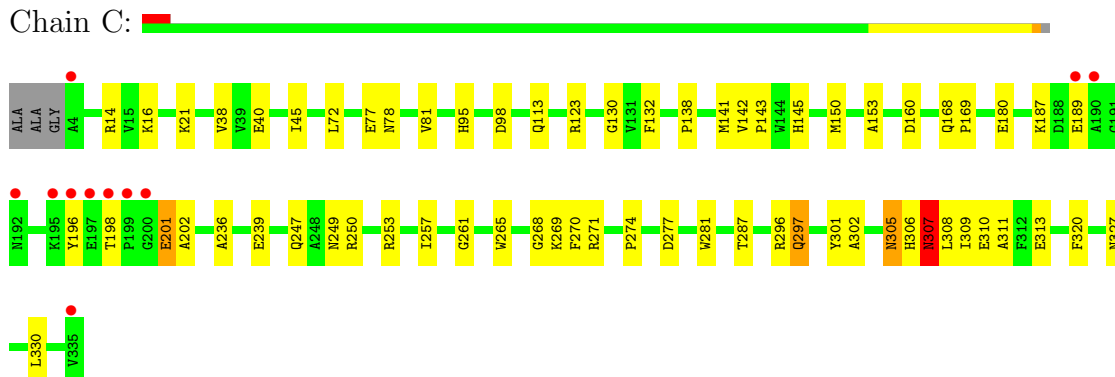 Chain C:
ALA ALA GLY A4 R14 V15 K16 K21 V38 V39 E40 I45 L72 E77 N78 V81 H95 D98 Q113 R123 G130 V131 F132 P138 M141 V142 P143 W144 H145 M150 A153 D160 Q168 P169 E180 K187 D188 E189 A190 G191
N192 K195 Y196 E197 T198 P199 G200 E201 A202 A236 E239 Q247 A248 N249 R250 R253 I257 G261 W265 G268 K269 F270 R271 P274 D277 W281 T287 R296 Q297 Y301 A302 N305 H306 N307 L308 I309 E310 A311 F312 E313 F320 N327
L330 V335